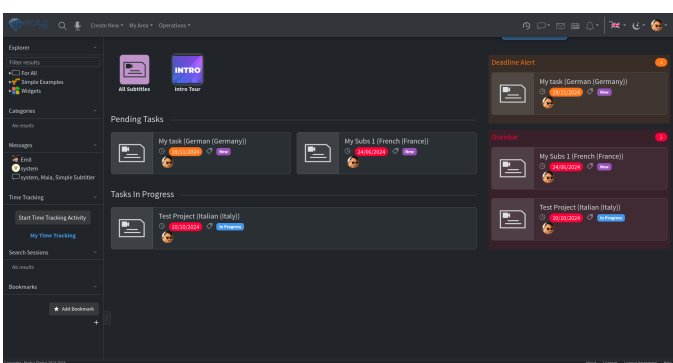 Create New My Area Operations
Explorer
Filter results
For All
Simple Examples
Widgets
Categories
No results
Messages
Emil
system
system, Maia, Simple Subtitler
Time Tracking
Start Time Tracking Activity
My Time Tracking
Search Sessions
No results
Bookmarks
Add Bookmark
+
INTRO
All Subtitles
Intro Tour
Pending Tasks
My task (German (Germany))
19/11/2024 New
My Subs 1 (French (France))
24/06/2024 New
Tasks In Progress
Test Project (Italian (Italy))
10/10/2024 In Progress
Deadline Alert 1
My task (German (Germany))
19/11/2024 New
Overdue 2
My Subs 1 (French (France))
24/06/2024 New
Test Project (Italian (Italy))
10/10/2024 In Progress